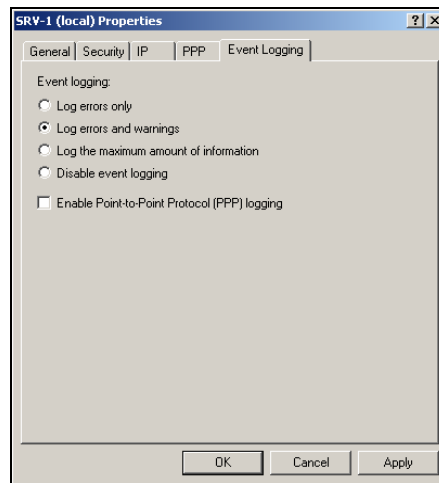 SRV-1 (local) Properties
General Security IP PPP Event Logging
Event logging:
Log errors only
Log errors and warnings
Log the maximum amount of information
Disable event logging
Enable Point-to-Point Protocol (PPP) logging
OK Cancel Apply